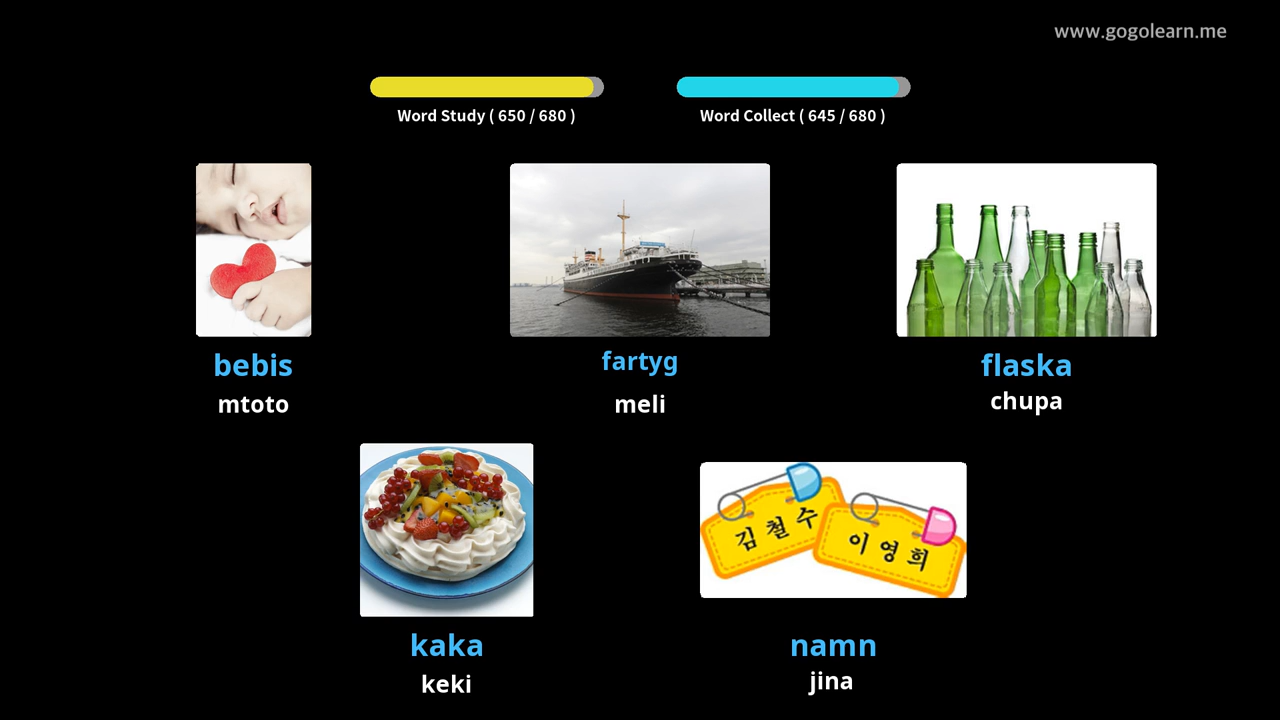 www.gogolearn.me
Word Study ( 650 / 680 )
Word Collect ( 645 / 680 )
bebis
mtoto
fartyg
meli
flaska
chupa
김철수
이영희
kaka
keki
namn
jina